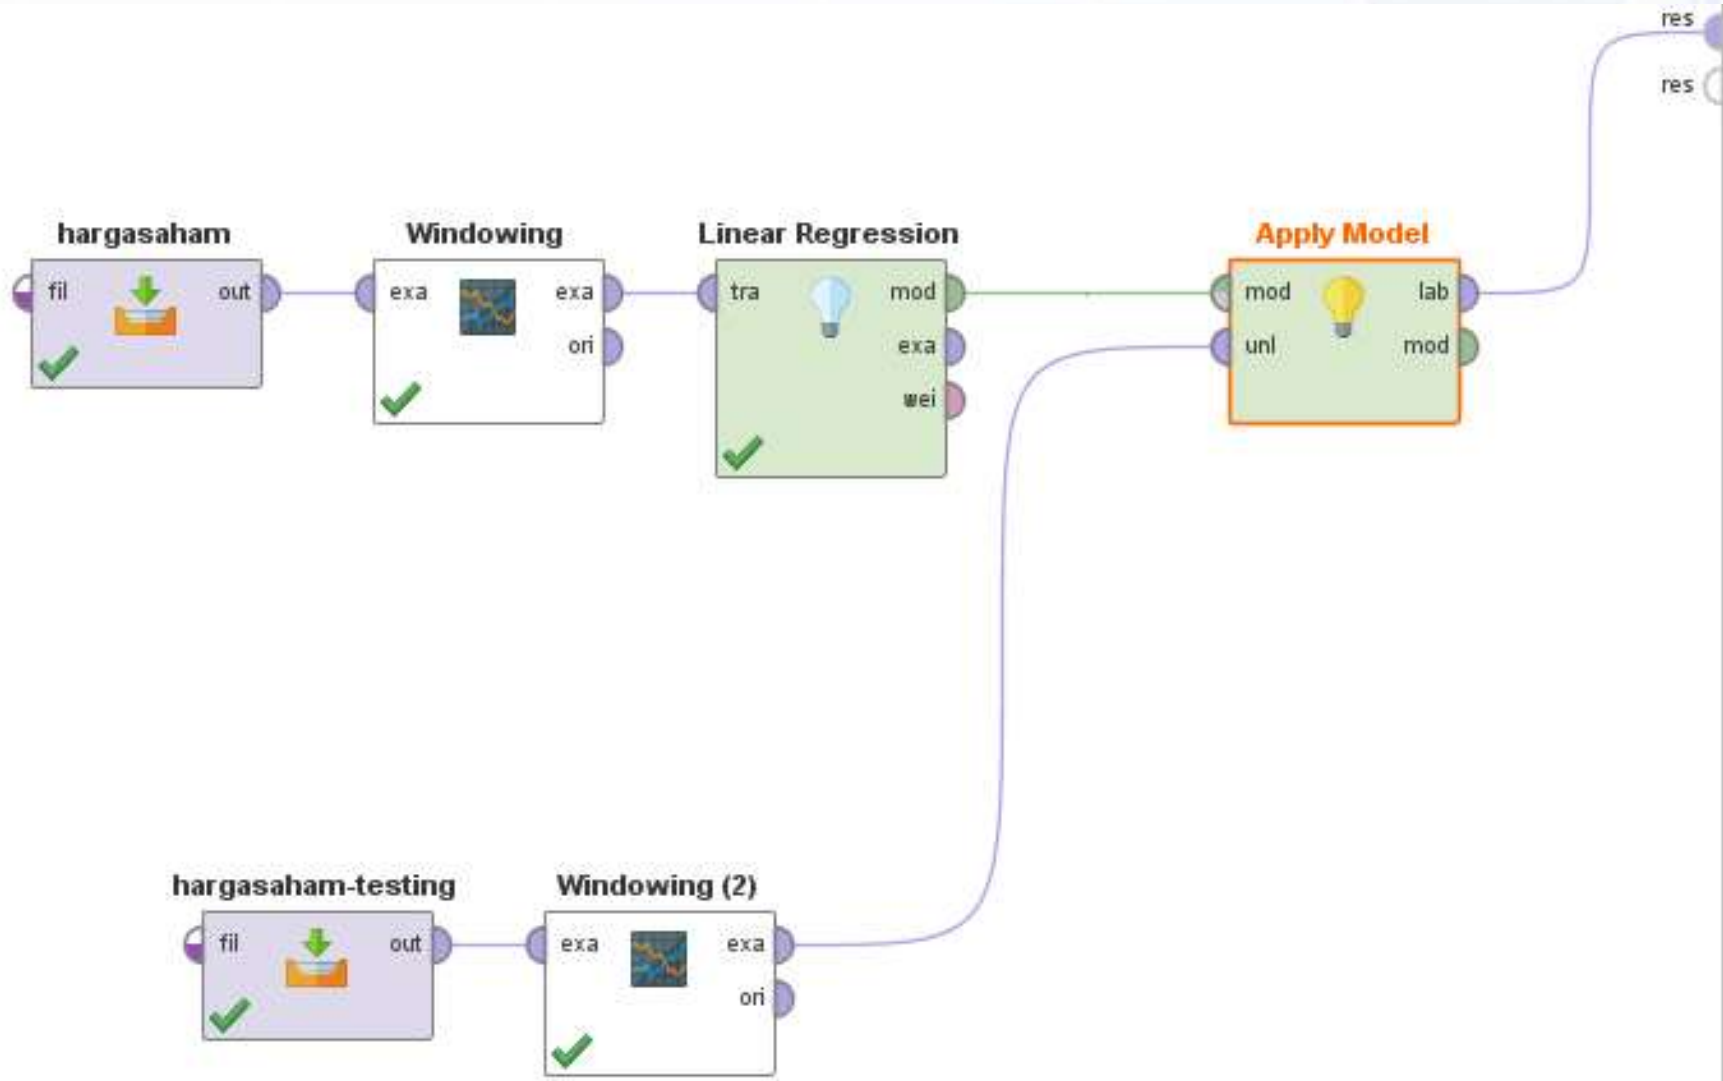 res
res
hargasaham
fil out
Windowing
exa exa
ori
Linear Regression
tra mod
exa
wei
Apply Model
mod lab
unl mod
hargasaham-testing
fil out
Windowing (2)
exa exa
ori